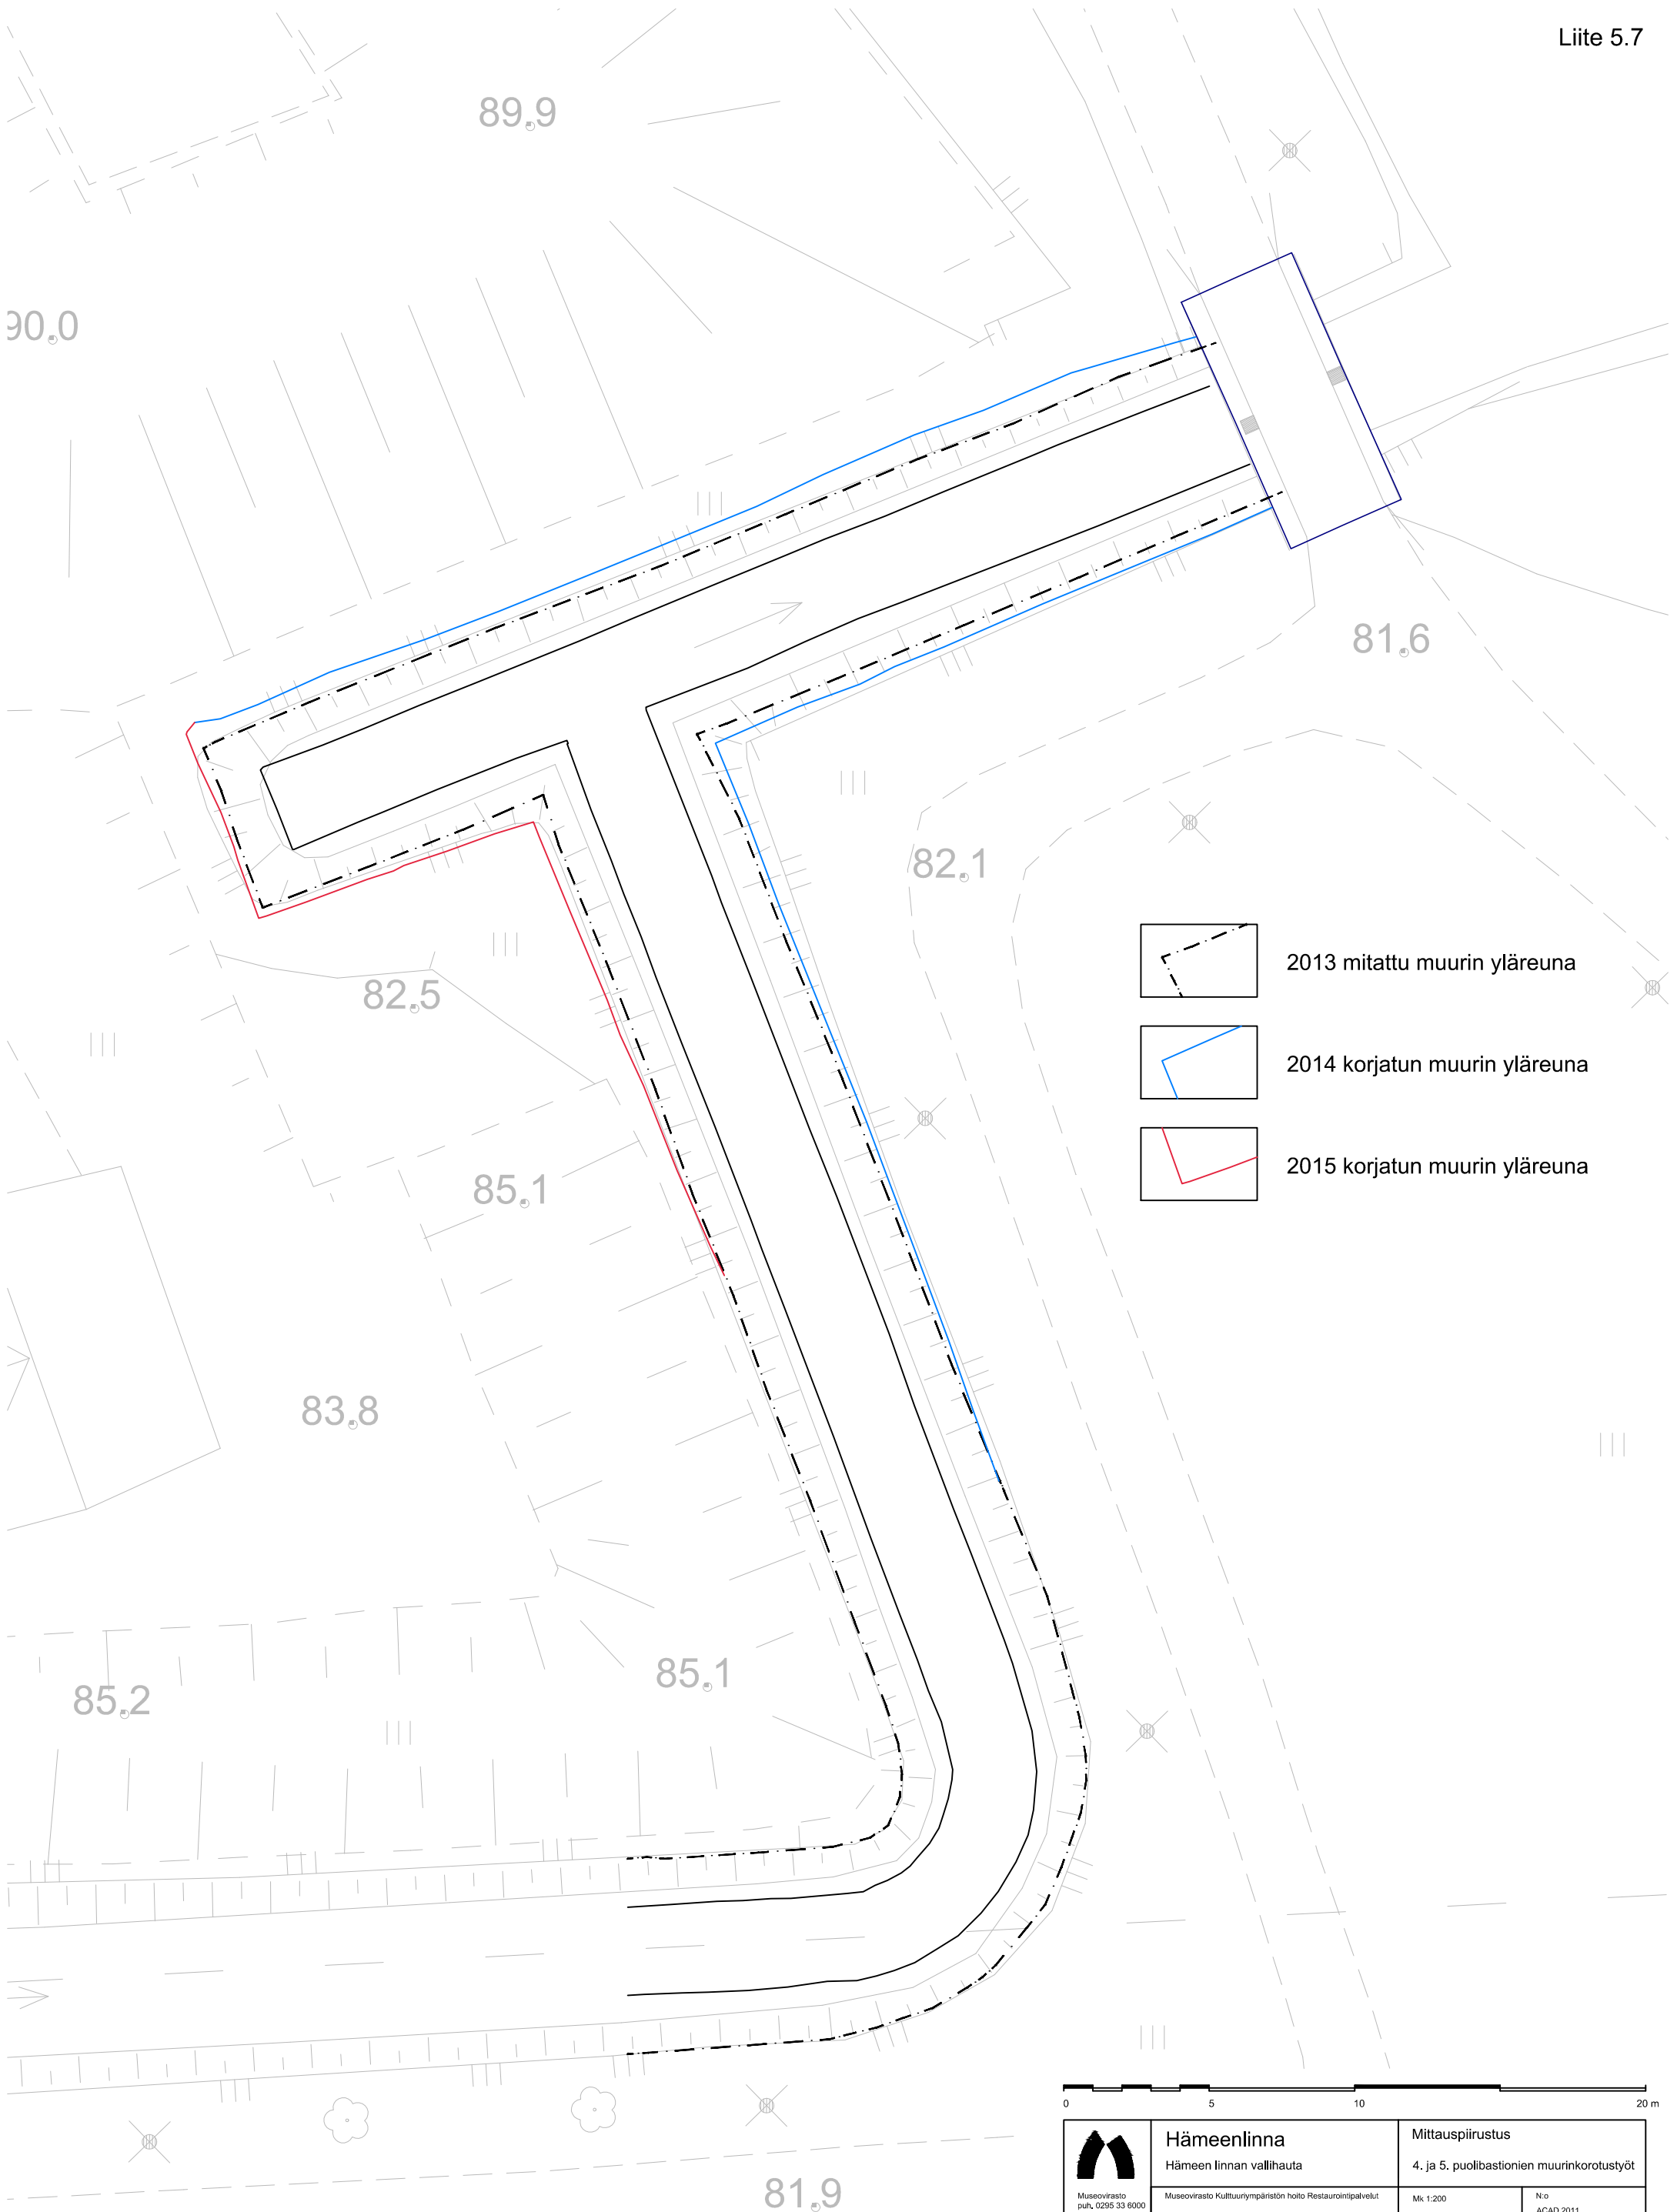 Liite 5.7
89.9
90.0
81.6
82.1
2013 mitattu muurin yläreuna
82.5
2014 korjatun muurin yläreuna
2015 korjatun muurin yläreuna
85.1
83.8
85.1
85.2
0 5 10 20 m
Hämeenlinna
Hämeen linnan vallihauta
Mittauspiirustus
4. ja 5. puolibastionien muurinkorotustyöt
Museovirasto
puh. 0295 33 6000
Museovirasto Kulttuuriympäristön hoito Restaurointipalvelut
Mk 1:200
N:o
ACAD 2011
81.9